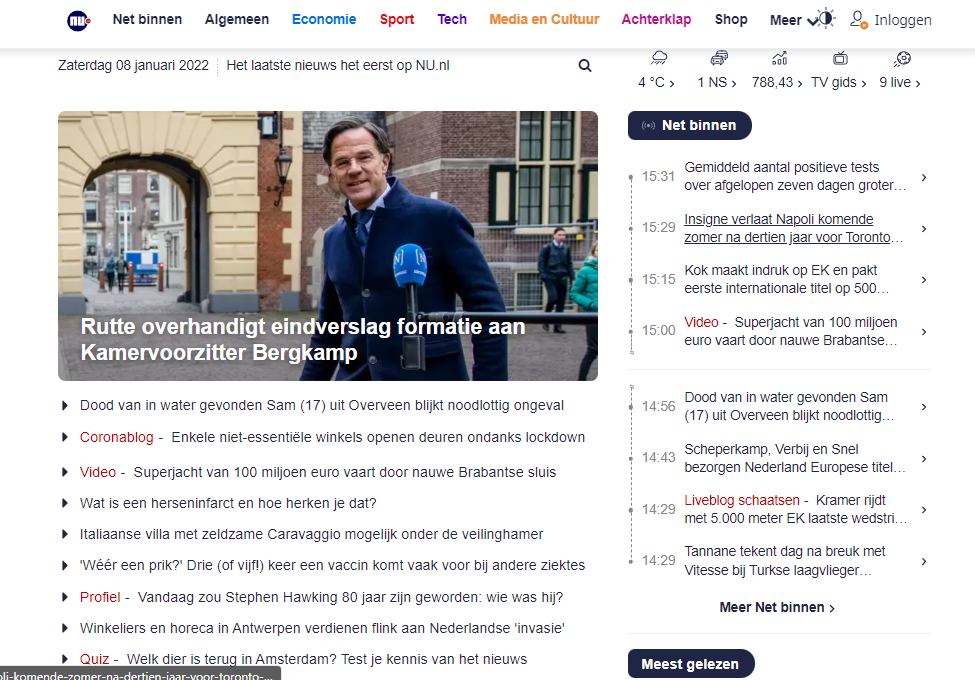 nu
Net binnen Algemeen Economie Sport Tech Media en Cultuur Achterklap Shop Meer Inloggen
Zaterdag 08 januari 2022 Het laatste nieuws het eerst op NU.nl
4 °C 1 NS 788,43 TV gids 9 live
Rutte overhandigt eindverslag formatie aan
Kamervoorzitter Bergkamp
Dood van in water gevonden Sam (17) uit Overveen blijkt noodlottig ongeval
Coronablog - Enkele niet-essentiële winkels openen deuren ondanks lockdown
Video - Superjacht van 100 miljoen euro vaart door nauwe Brabantse sluis
Wat is een herseninfarct en hoe herken je dat?
Italiaanse villa met zeldzame Caravaggio mogelijk onder de veilinghamer
'Wéér een prik?' Drie (of vijf!) keer een vaccin komt vaak voor bij andere ziektes
Profiel - Vandaag zou Stephen Hawking 80 jaar zijn geworden: wie was hij?
Winkeliers en horeca in Antwerpen verdienen flink aan Nederlandse 'invasie'
Quiz - Welk dier is terug in Amsterdam? Test je kennis van het nieuws
oli-komende-zomer-na-dertien-jaar-voor-toronto-...
Net binnen
15:31 Gemiddeld aantal positieve tests
over afgelopen zeven dagen groter…
15:29 Insigne verlaat Napoli komende
zomer na dertien jaar voor Toronto…
15:15 Kok maakt indruk op EK en pakt
eerste internationale titel op 500…
15:00 Video - Superjacht van 100 miljoen
euro vaart door nauwe Brabantse…
14:56 Dood van in water gevonden Sam
(17) uit Overveen blijkt noodlottig…
14:43 Scheperkamp, Verbij en Snel
bezorgen Nederland Europese titel…
14:29 Liveblog schaatsen - Kramer rijdt
met 5.000 meter EK laatste wedstri…
14:29 Tannane tekent dag na breuk met
Vitesse bij Turkse laagvlieger…
Meer Net binnen
Meest gelezen